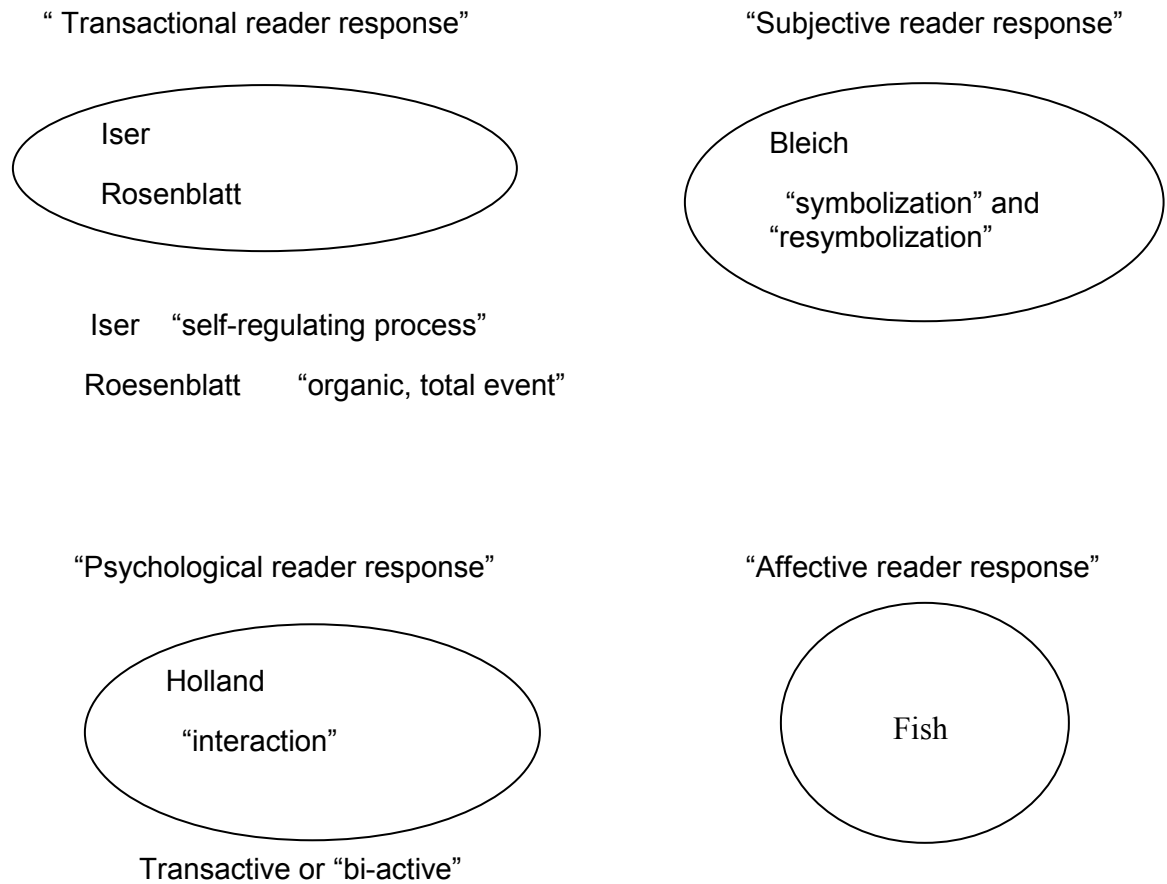 “ Transactional reader response”
“Subjective reader response”
Iser
Rosenblatt
Bleich
“symbolization” and
“resymbolization”
Iser “self-regulating process”
Roesenblatt “organic, total event”
“Psychological reader response”
“Affective reader response”
Holland
“interaction”
Fish
Transactive or “bi-active”